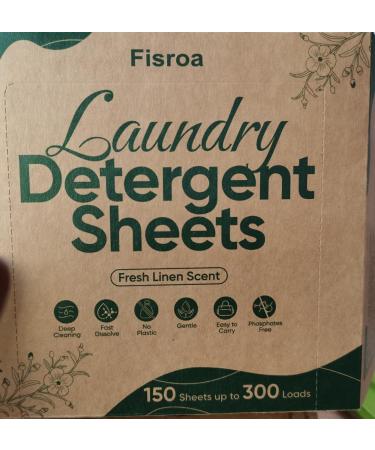 Fisroa
Laundry
Detergent
Sheets
Fresh Linen Scent
Deep Cleaning
Fast Dissolve
No Plastic
Gentle
Easy to Carry
Phosphates Free
150 Sheets up to 300 Loads